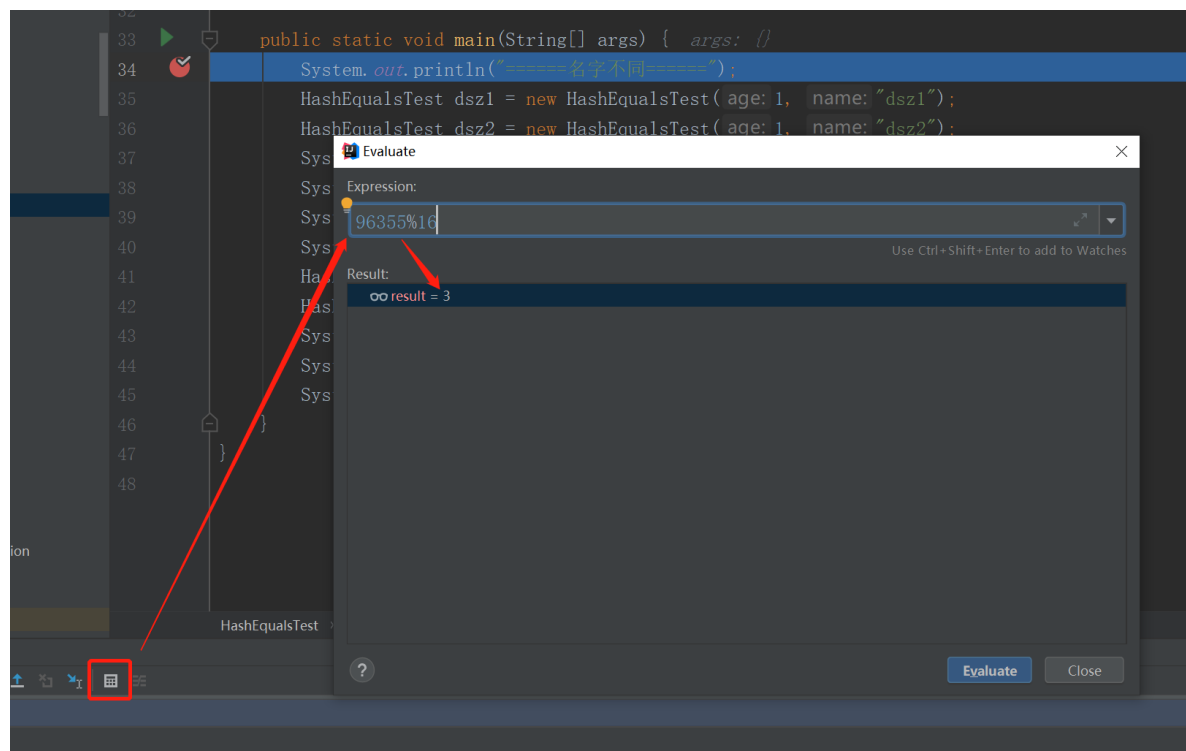 32
33 public static void main(String[] args) { args: {}
34 System.out.println("======名字不同======");
35 HashEqualsTest dsz1 = new HashEqualsTest( age: 1, name: "dsz1");
36 HashEqualsTest dsz2 = new HashEqualsTest( age: 1, name: "dsz2");
37 Sys
Evaluate
38 Sys
Expression:
39 Sys
96355%16
40 Sys
Use Ctrl+Shift+Enter to add to Watches
41 Has
Result:
42 Has
result = 3
43 Sys
44 Sys
45 Sys
46 }
47 }
48
ion
HashEqualsTest
?
Evaluate
Close